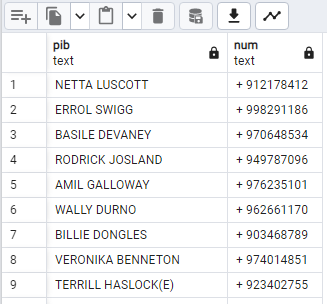 pib num
text text
1 NETTA LUSCOTT + 912178412
2 ERROL SWIGG + 998291186
3 BASILE DEVANEY + 970648534
4 RODRICK JOSLAND + 949787096
5 AMIL GALLOWAY + 976235101
6 WALLY DURNO + 962661170
7 BILLIE DONGLES + 903468789
8 VERONIKA BENNETON + 974014851
9 TERRILL HASLOCK(E) + 923402755